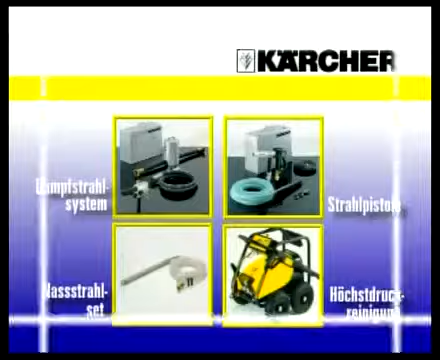 KÄRCHER
Dampfstrahl-
system
Strahlpistole
Nassstrahl-
set
Höchstdruck-
reinigung